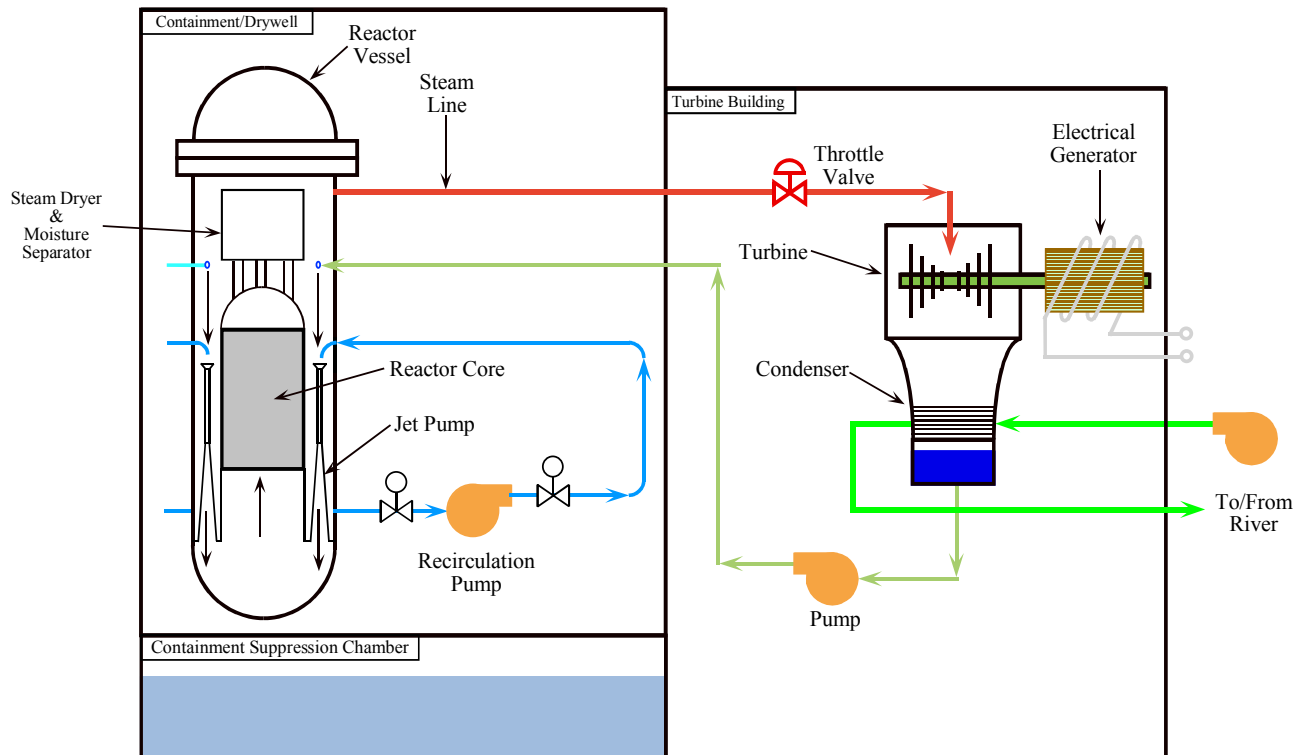 Containment/Drywell
Reactor
Vessel
Steam
Line
Turbine Building
Electrical
Generator
Throttle
Valve
Steam Dryer
&
Moisture
Separator
Turbine
Reactor Core
Condenser
Jet Pump
To/From
River
Recirculation
Pump
Pump
Containment Suppression Chamber